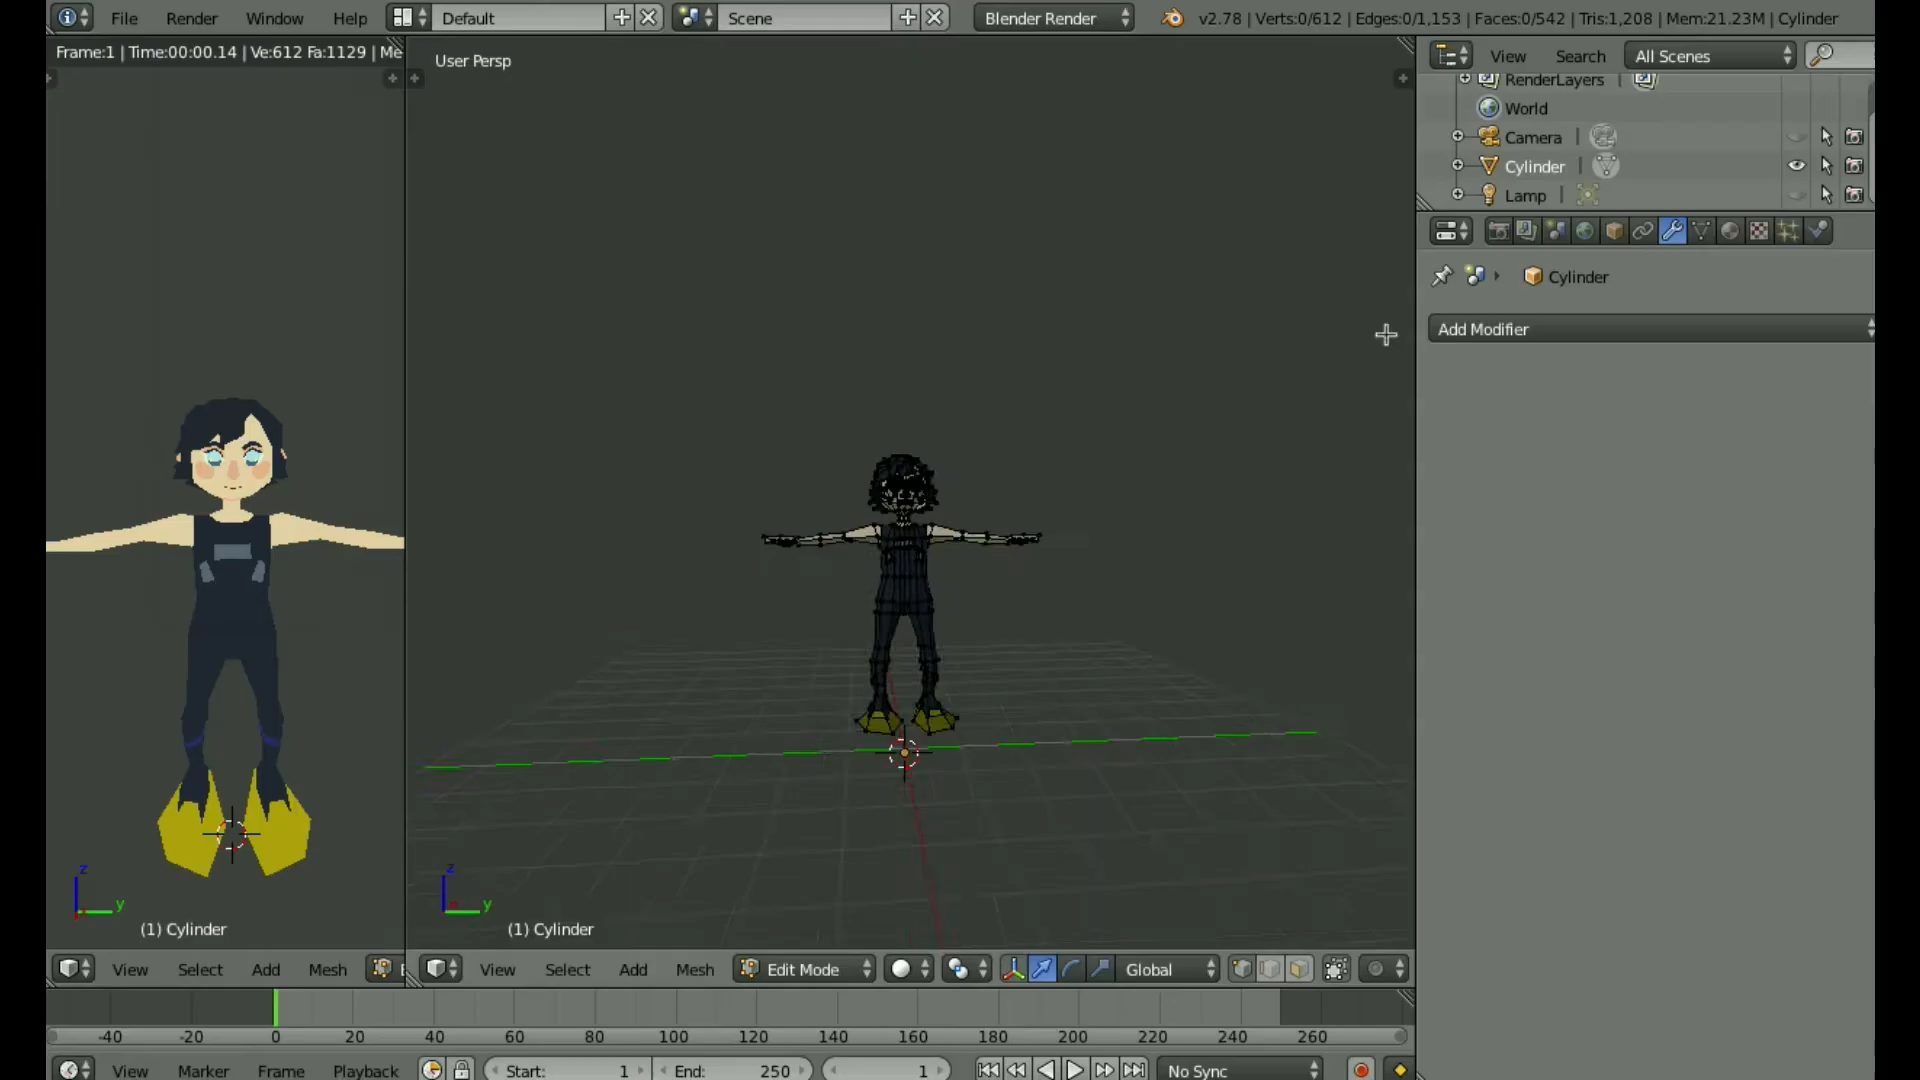 File Render Window Help Default Scene Blender Render v2.78 | Verts:0/612 | Edges:0/1,153 | Faces:0/542 | Tris:1,208 | Mem:21.23M | Cylinder
Frame:1 | Time:00:00.14 | Ve:612 Fa:1129 | Me
User Persp
View Search All Scenes
RenderLayers
World
Camera
Cylinder
Lamp
Cylinder
Add Modifier
z
y
(1) Cylinder
z
y
(1) Cylinder
View Select Add Mesh
View Select Add Mesh Edit Mode Global
-40 -20 0 20 40 60 80 100 120 140 160 180 200 220 240 260
View Marker Frame Playback Start: 1 End: 250 1 No Sync